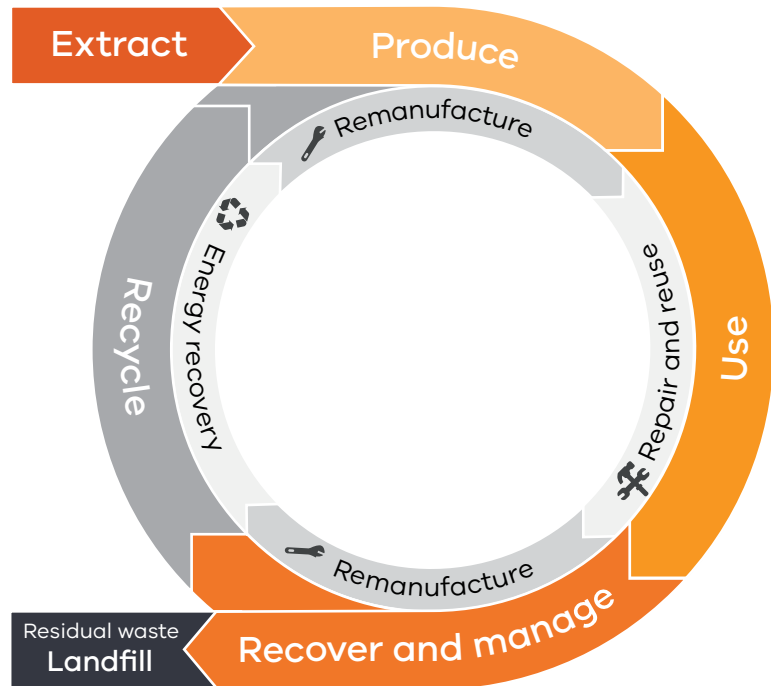 Extract
Produce
Remanufacture
Use
Repair and reuse
Recycle
Energy recovery
Remanufacture
Recover and manage
Residual waste
Landfill